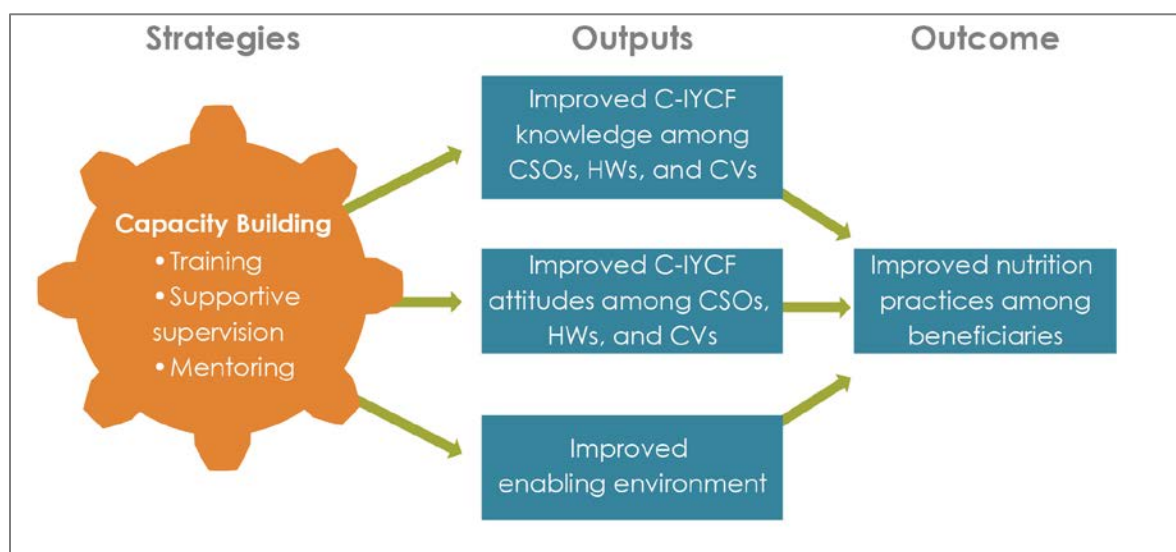 Strategies
Outputs
Outcome
Capacity Building
• Training
• Supportive
supervision
• Mentoring
Improved C-IYCF
knowledge among
CSOs, HWs, and CVs
Improved C-IYCF
attitudes among CSOs,
HWs, and CVs
Improved
enabling environment
Improved nutrition
practices among
beneficiaries